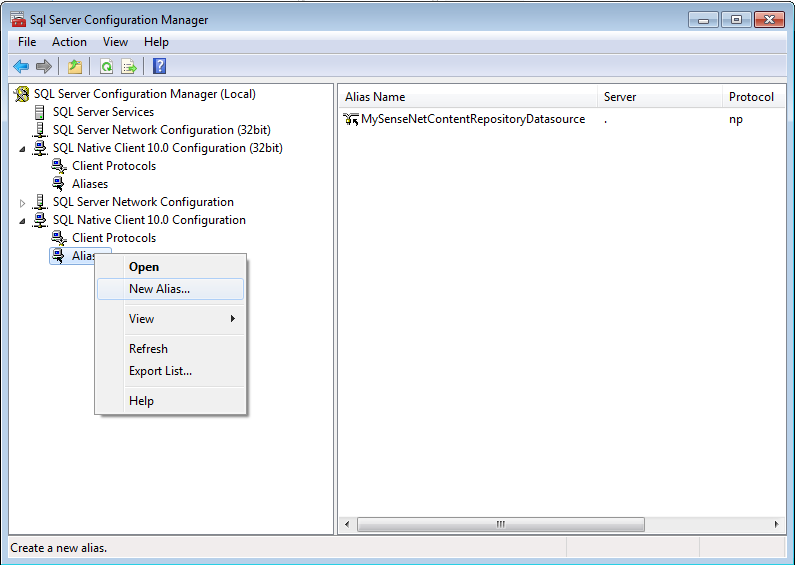 Sql Server Configuration Manager
File Action View Help
SQL Server Configuration Manager (Local)
SQL Server Services
SQL Server Network Configuration (32bit)
SQL Native Client 10.0 Configuration (32bit)
Client Protocols
Aliases
SQL Server Network Configuration
SQL Native Client 10.0 Configuration
Client Protocols
Alias
Open
New Alias...
View
Refresh
Export List...
Help
Alias Name Server Protocol
MySenseNetContentRepositoryDatasource . np
Create a new alias.